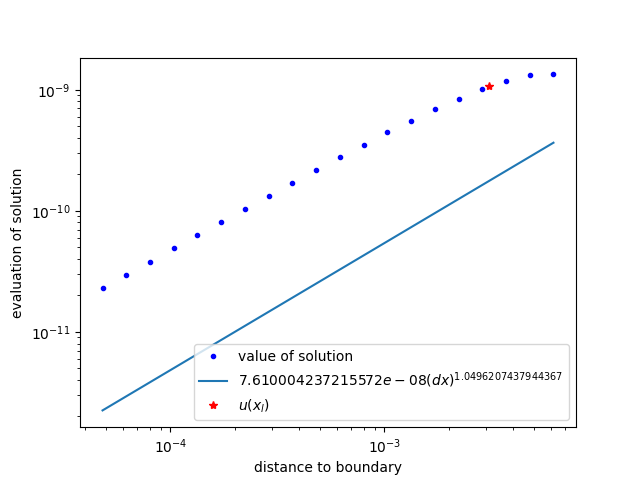 10⁻⁹
10⁻¹⁰
10⁻¹¹
evaluation of solution
value of solution
7.610004237215572e − 08(dx)^1.0496207437944367
u(x_I)
10⁻⁴
10⁻³
distance to boundary